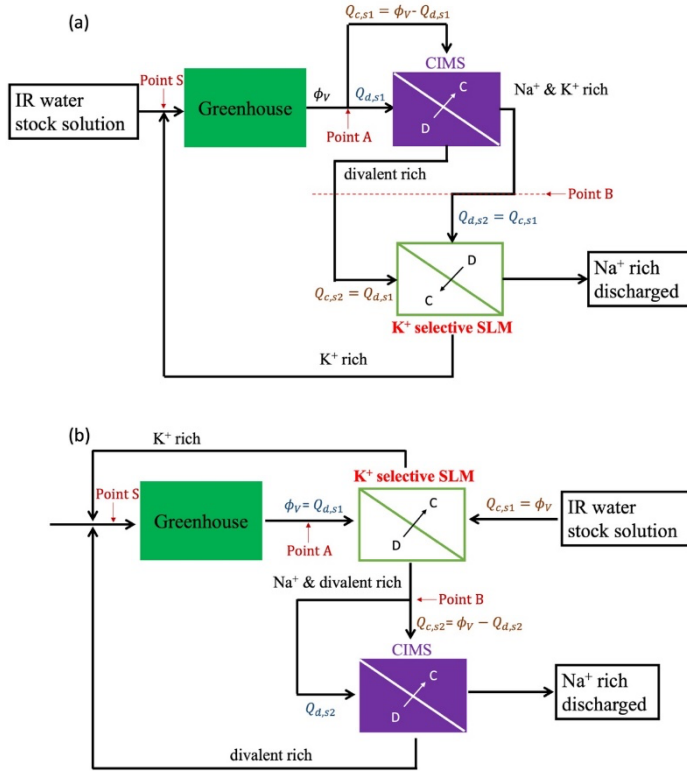 (a)
Q_{c,s1} = ϕ_V - Q_{d,s1}
CIMS
Point S
IR water
stock solution
Greenhouse
ϕ_V
Q_{d,s1}
C
D
Na⁺ & K⁺ rich
Point A
divalent rich
Point B
Q_{d,s2} = Q_{c,s1}
D
C
Na⁺ rich
discharged
Q_{c,s2} = Q_{d,s1}
K⁺ selective SLM
K⁺ rich
(b)
K⁺ rich
K⁺ selective SLM
Point S
Greenhouse
ϕ_V = Q_{d,s1}
Point A
C
D
Q_{c,s1} = ϕ_V
IR water
stock solution
Na⁺ & divalent rich
Point B
Q_{c,s2} = ϕ_V − Q_{d,s2}
CIMS
Q_{d,s2}
C
D
Na⁺ rich
discharged
divalent rich